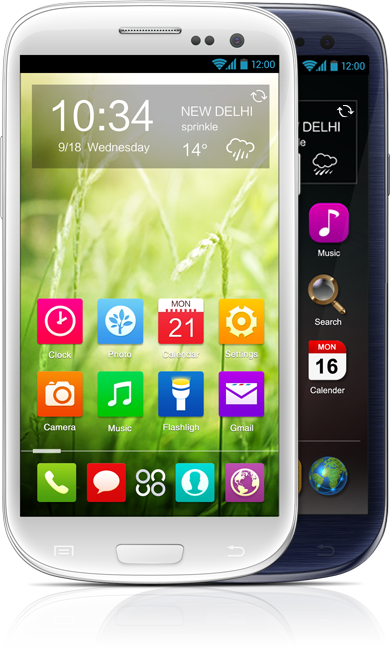 12:00
10:34
9/18 Wednesday
NEW DELHI
sprinkle
14°
Clock
Photo
MON
21
Calendar
Settings
Camera
Music
Flashligh
Gmail
12:00
DELHI
Music
Search
MON
16
Calender